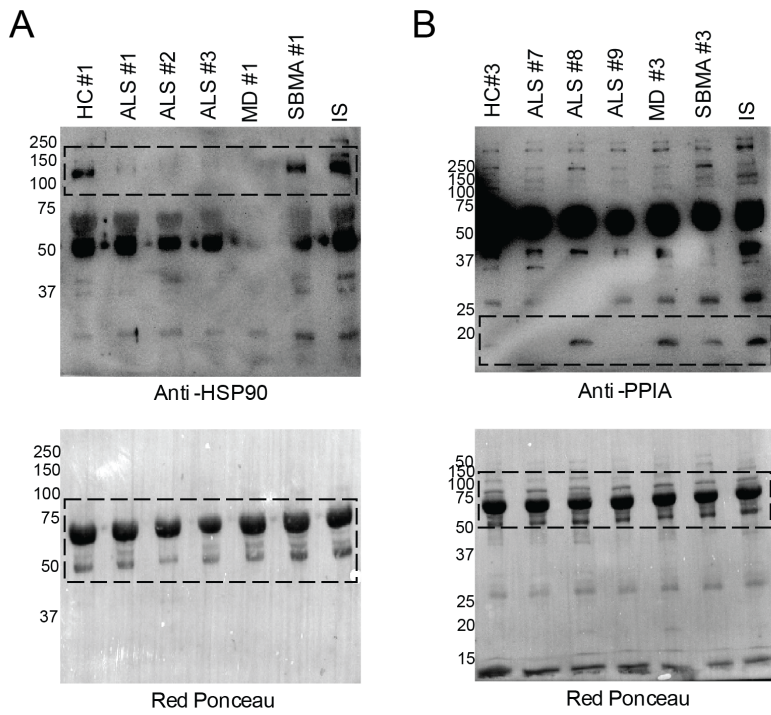 A
HC #1
ALS #1
ALS #2
ALS #3
MD #1
SBMA #1
IS
250
150
100
75
50
37
Anti-HSP90
250
150
100
75
50
37
Red Ponceau
B
HC#3
ALS #7
ALS #8
ALS #9
MD #3
SBMA #3
IS
250
150
100
75
50
37
25
20
Anti-PPIA
50
150
100
75
50
37
25
20
15
Red Ponceau